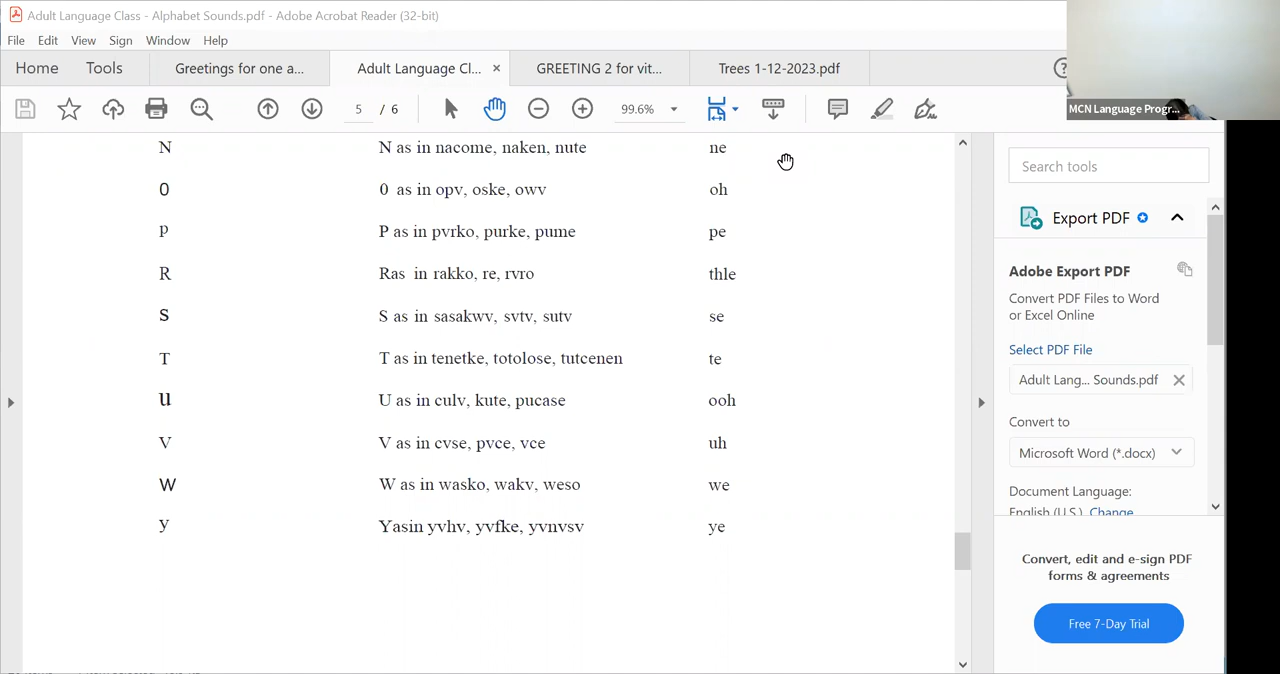 Adult Language Class - Alphabet Sounds.pdf - Adobe Acrobat Reader (32-bit)
File Edit View Sign Window Help
Home Tools Greetings for one a... Adult Language Cl... × GREETING 2 for vit... Trees 1-12-2023.pdf
5 / 6 99.6%
MCN Language Progr...
N N as in nacome, naken, nute ne
0 0 as in opv, oske, owv oh
p P as in pvrko, purke, pume pe
R Ras in rakko, re, rvro thle
S S as in sasakwv, svtv, sutv se
T T as in tenetke, totolose, tutcenen te
u U as in culv, kute, pucase ooh
V V as in cvse, pvce, vce uh
W W as in wasko, wakv, weso we
y Yasin yvhv, yvfke, yvnvsv ye
Search tools
Export PDF
Adobe Export PDF
Convert PDF Files to Word
or Excel Online
Select PDF File
Adult Lang... Sounds.pdf
Convert to
Microsoft Word (*.docx)
Document Language:
English (U.S.) Change
Convert, edit and e-sign PDF
forms & agreements
Free 7-Day Trial